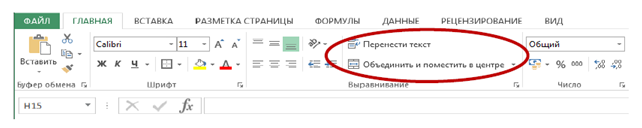 ФАЙЛ ГЛАВНАЯ ВСТАВКА РАЗМЕТКА СТРАНИЦЫ ФОРМУЛЫ ДАННЫЕ РЕЦЕНЗИРОВАНИЕ ВИД
Calibri 11 Перенести текст Общий
Вставить Ж К Ч Объединить и поместить в центре % 000
Буфер обмена Шрифт Выравнивание Число
H15 fx